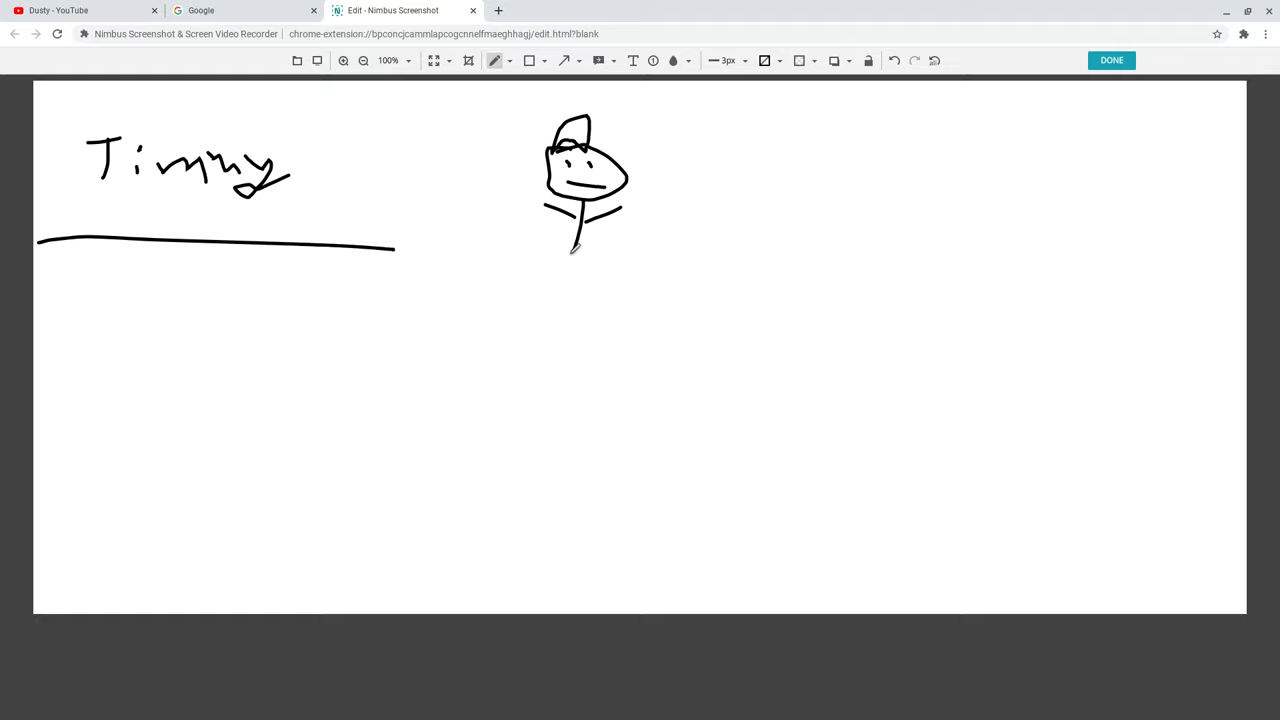 Dusty - YouTube
Google
Edit - Nimbus Screenshot
Nimbus Screenshot & Screen Video Recorder
chrome-extension://bpconcjcammlapcogcnnelfmaeghhagj/edit.html?blank
100%
T
1
3px
DONE
Timmy